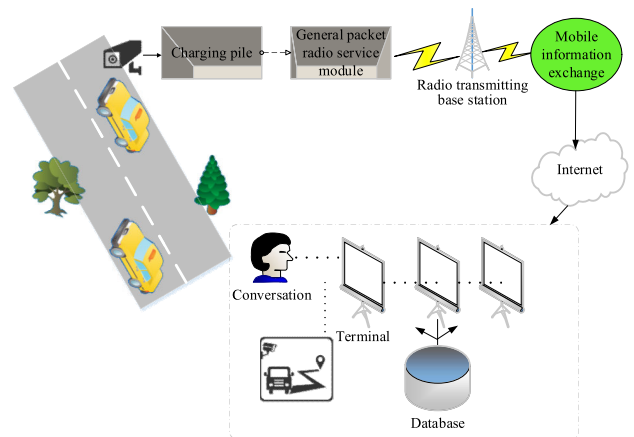 Charging pile
General packet
radio service
module
Radio transmitting
base station
Mobile
information
exchange
Internet
Conversation
Terminal
Database